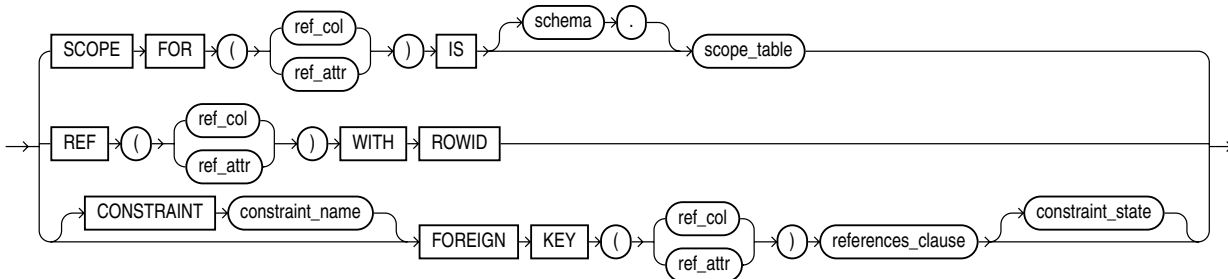 schema .
SCOPE FOR ( ref_col ) IS scope_table
ref_attr
REF ( ref_col ) WITH ROWID
ref_attr
CONSTRAINT constraint_name constraint_state
FOREIGN KEY ( ref_col ) references_clause
ref_attr